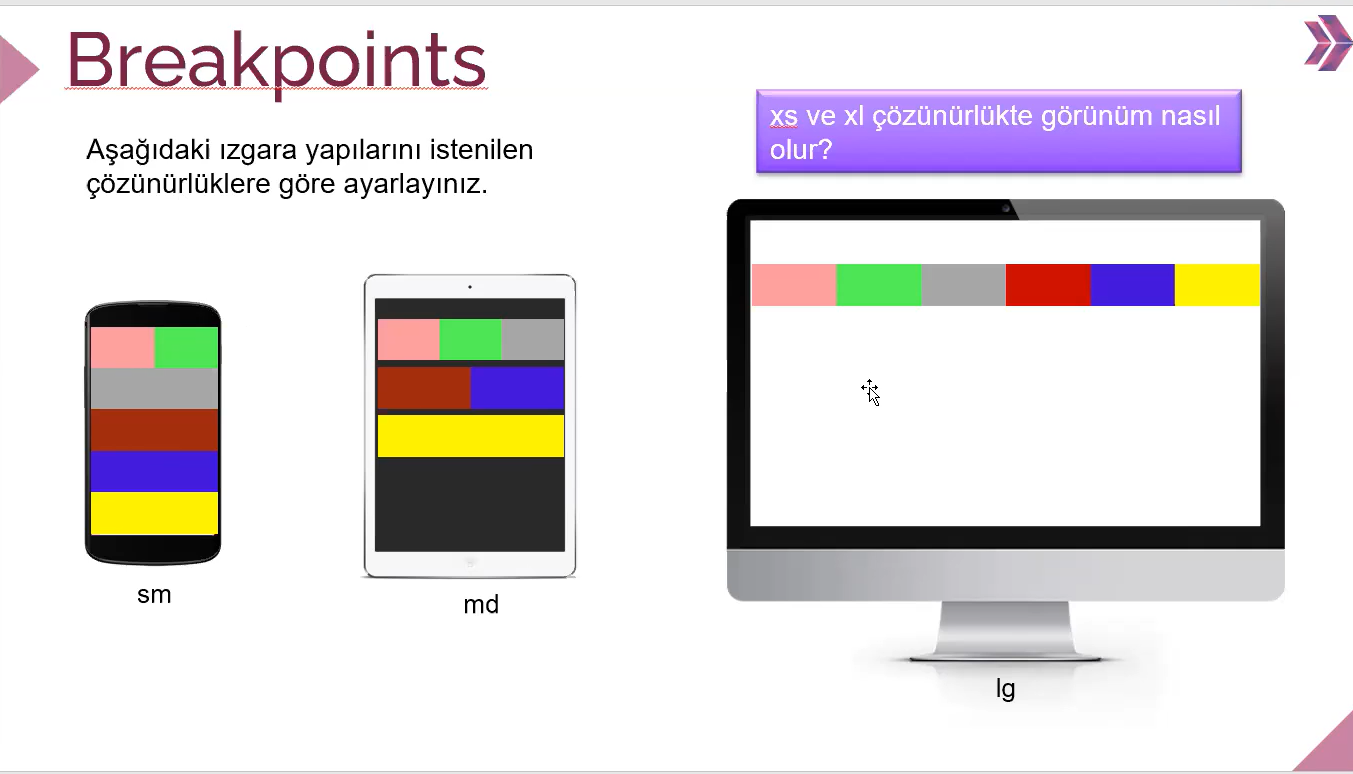 Breakpoints
Aşağıdaki ızgara yapılarını istenilen
çözünürlüklere göre ayarlayınız.
xs ve xl çözünürlükte görünüm nasıl
olur?
sm
md
lg